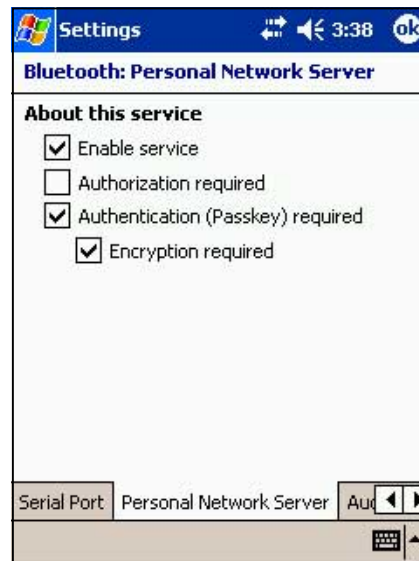 Settings 3:38 ok
Bluetooth: Personal Network Server
About this service
Enable service
Authorization required
Authentication (Passkey) required
Encryption required
Serial Port Personal Network Server